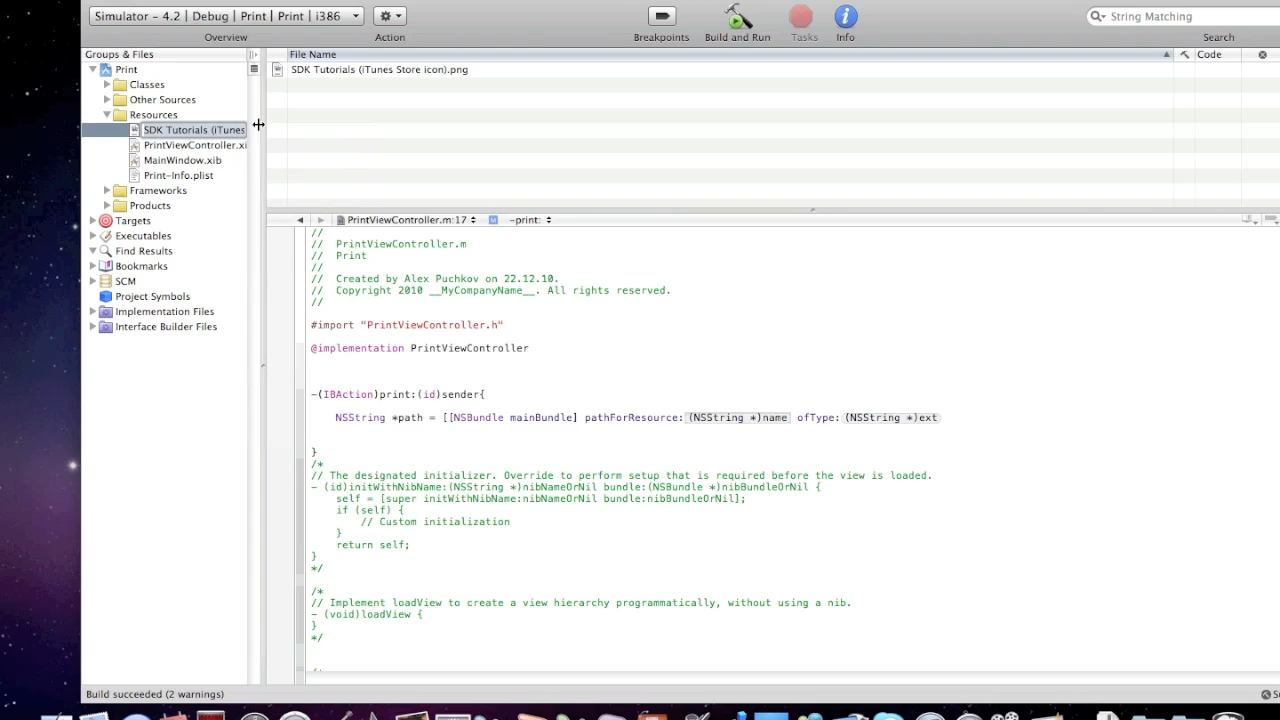 Simulator - 4.2 | Debug | Print | Print | i386
String Matching
Overview
Action
Breakpoints
Build and Run
Tasks
Info
Search
Groups & Files
File Name
Code
Print
SDK Tutorials (iTunes Store icon).png
Classes
Other Sources
Resources
SDK Tutorials (iTunes
PrintViewController.xi
MainWindow.xib
Print-Info.plist
Frameworks
Products
Targets
Executables
Find Results
Bookmarks
SCM
Project Symbols
Implementation Files
Interface Builder Files
PrintViewController.m:17
M
-print:
//
//  PrintViewController.m
//  Print
//
//  Created by Alex Puchkov on 22.12.10.
//  Copyright 2010 __MyCompanyName__. All rights reserved.
//
#import "PrintViewController.h"
@implementation PrintViewController
-(IBAction)print:(id)sender{
NSString *path = [[NSBundle mainBundle] pathForResource:(NSString *)name ofType:(NSString *)ext
}
/*
// The designated initializer. Override to perform setup that is required before the view is loaded.
- (id)initWithNibName:(NSString *)nibNameOrNil bundle:(NSBundle *)nibBundleOrNil {
self = [super initWithNibName:nibNameOrNil bundle:nibBundleOrNil];
if (self) {
// Custom initialization
}
return self;
}
*/
/*
// Implement loadView to create a view hierarchy programmatically, without using a nib.
- (void)loadView {
}
*/
Build succeeded (2 warnings)